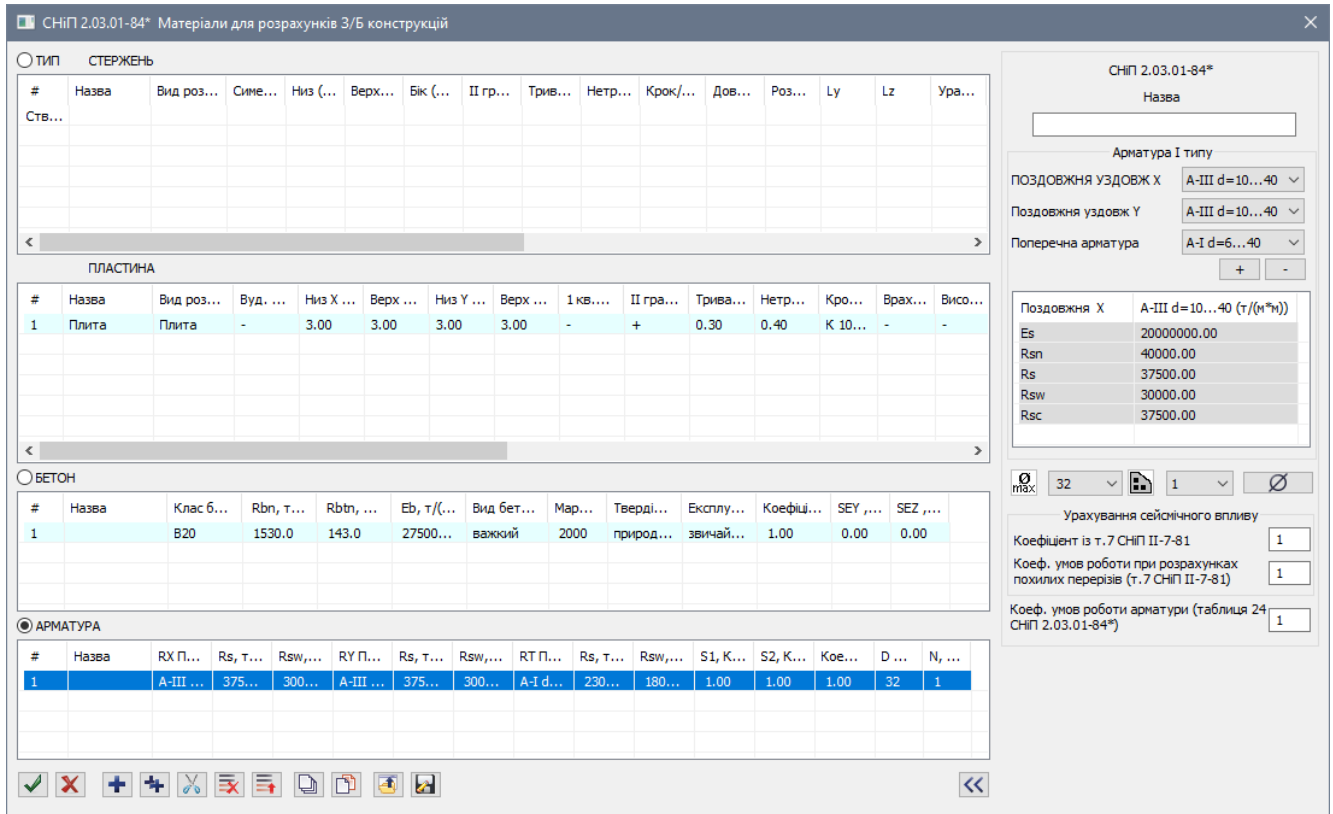 СНіП 2.03.01-84* Матеріали для розрахунків З/Б конструкцій
ТИП СТЕРЖЕНЬ
# Назва Вид роз... Симе... Низ (... Верх... Бік (... II гр... Трив... Нетр... Крок/... Дов... Роз... Ly Lz Ура...
Ств...
ПЛАСТИНА
# Назва Вид роз... Вуд. ... Низ X ... Верх ... Низ Y ... Верх ... 1 кв.... II гра... Трива... Нетр... Кро... Врах... Висо...
1 Плита Плита - 3.00 3.00 3.00 3.00 - + 0.30 0.40 К 10... - -
БЕТОН
# Назва Клас б... Rbn, т... Rbtn, ... Eb, т/(... Вид бет... Мар... Тверді... Експлу... Коефіці... SEY ,... SEZ ,...
1 B20 1530.0 143.0 27500... важкий 2000 природ... звичай... 1.00 0.00 0.00
АРМАТУРА
# Назва RX П... Rs, т... Rsw,... RY П... Rs, т... Rsw,... RT П... Rs, т... Rsw,... S1, К... S2, К... Кое... D ... N, ...
1 A-III ... 375... 300... A-III ... 375... 300... A-I d... 230... 180... 1.00 1.00 1.00 32 1
СНіП 2.03.01-84*
Назва
Арматура I типу
ПОЗДОВЖНЯ УЗДОВЖ X A-III d=10...40
Поздовжня уздовж Y A-III d=10...40
Поперечна арматура A-I d=6...40
+ -
Поздовжня X A-III d=10...40 (т/(м*м))
Es 20000000.00
Rsn 40000.00
Rs 37500.00
Rsw 30000.00
Rsc 37500.00
Ø max 32 1 Ø
Урахування сейсмічного впливу
Коефіцієнт із т.7 СНіП II-7-81 1
Коеф. умов роботи при розрахунках
похилих перерізів (т.7 СНіП II-7-81) 1
Коеф. умов роботи арматури (таблиця 24
СНіП 2.03.01-84*) 1